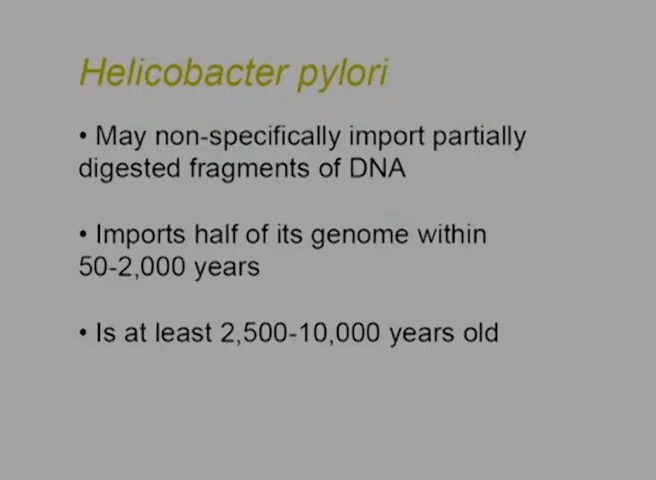 Helicobacter pylori
• May non-specifically import partially
digested fragments of DNA
• Imports half of its genome within
50-2,000 years
• Is at least 2,500-10,000 years old